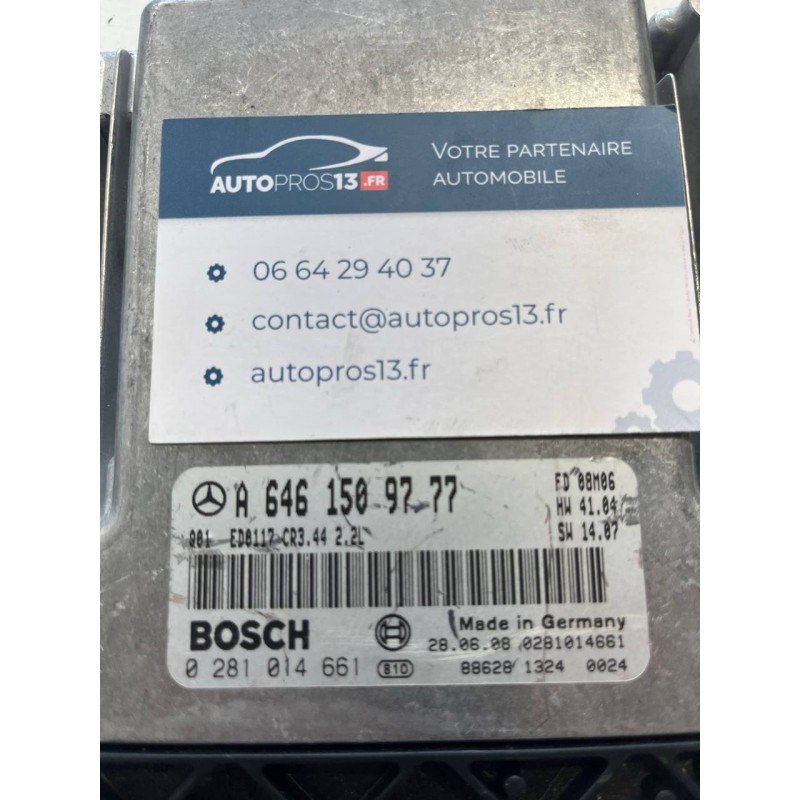 AUTOPROS13.FR
VOTRE PARTENAIRE
AUTOMOBILE
06 64 29 40 37
contact@autopros13.fr
autopros13.fr
A 646 150 97 77
001 ED0117 CR3.44 2.2L
ED 08M06
HW 41.04
SW 14.07
BOSCH
0 281 014 661 810
Made in Germany
28.06.08 0281014661
88628 1324 0024